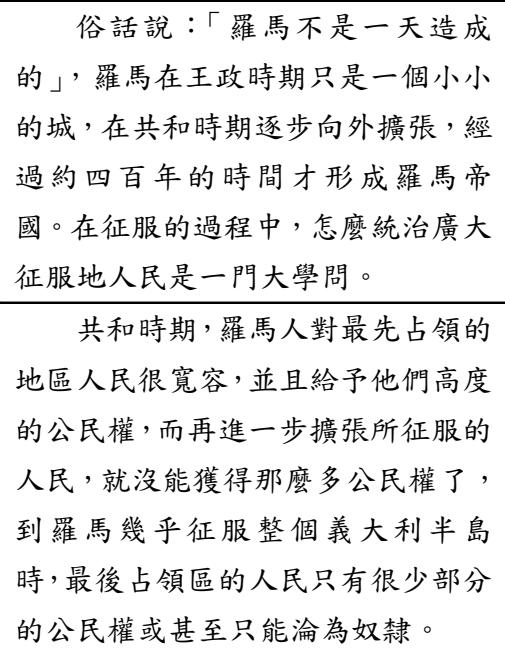 俗話說：「羅馬不是一天造成
的」，羅馬在王政時期只是一個小小
的城，在共和時期逐步向外擴張，經
過約四百年的時間才形成羅馬帝
國。在征服的過程中，怎麼統治廣大
征服地人民是一門大學問。
共和時期，羅馬人對最先占領的
地區人民很寬容，並且給予他們高度
的公民權，而再進一步擴張所征服的
人民，就沒能獲得那麼多公民權了，
到羅馬幾乎征服整個義大利半島
時，最後占領區的人民只有很少部分
的公民權或甚至只能淪為奴隸。